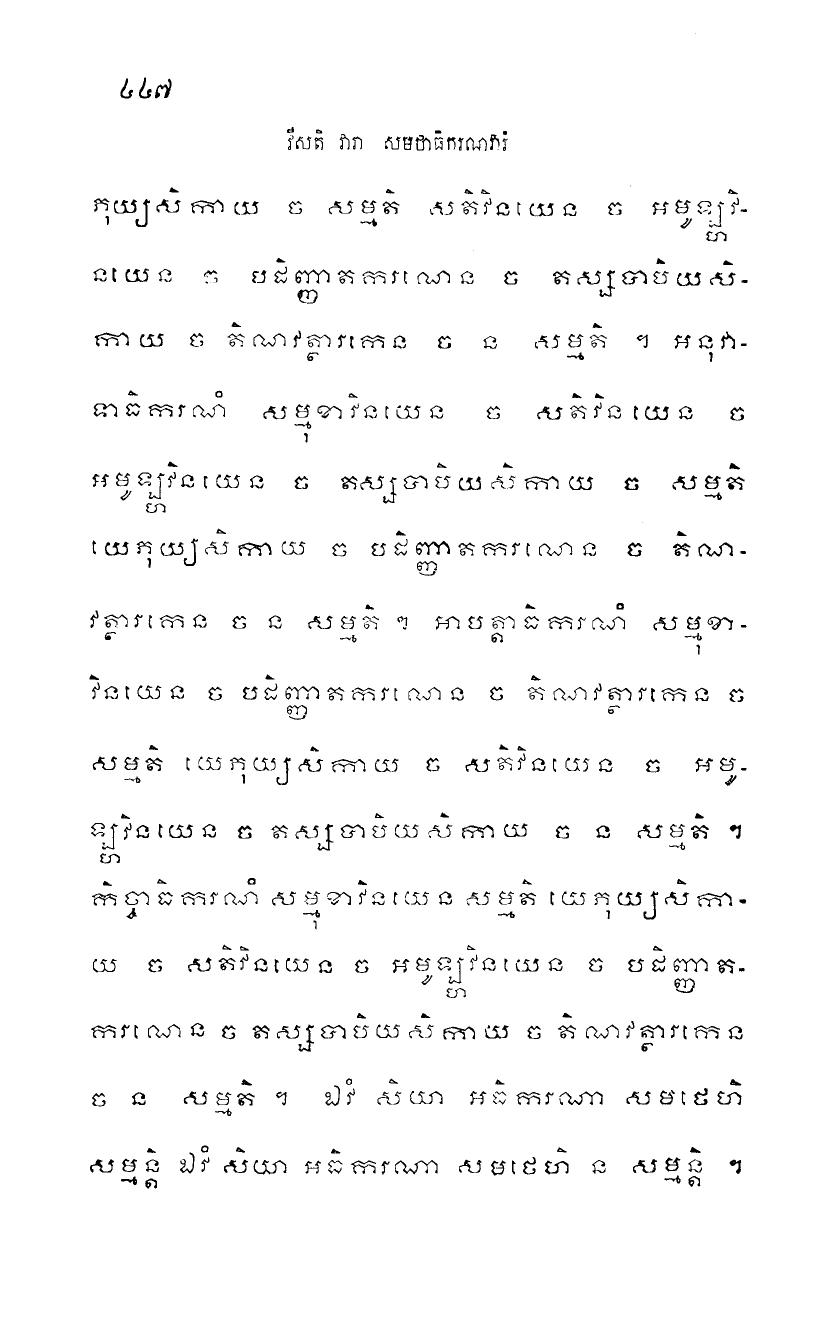 ៤៤៧
វីសតិ វារា សមថាធិករណវារំ
ភុយ្យសិកាយ ច សម្មតិ សតិវិនយេន ច អមូឡ្ហវិ-
នយេន ច បដិញ្ញាតករណេន ច តស្សបាបិយសិ-
កាយ ច តិណវត្ថារកេន ច ន សម្មតិ ។ អនុវា-
ទាធិករណំ សម្មុខាវិនយេន ច សតិវិនយេន ច
អមូឡ្ហវិនយេន ច តស្សបាបិយសិកាយ ច សម្មតិ
យេភុយ្យសិកាយ ច បដិញ្ញាតករណេន ច តិណ-
វត្ថារកេន ច ន សម្មតិ ។ អាបត្តាធិករណំ សម្មុខា-
វិនយេន ច បដិញ្ញាតករណេន ច តិណវត្ថារកេន ច
សម្មតិ យេភុយ្យសិកាយ ច សតិវិនយេន ច អមូ-
ឡ្ហវិនយេន ច តស្សបាបិយសិកាយ ច ន សម្មតិ ។
កិច្ចាធិករណំ សម្មុខាវិនយេន សម្មតិ យេភុយ្យសិកា-
យ ច សតិវិនយេន ច អមូឡ្ហវិនយេន ច បដិញ្ញាត-
ករណេន ច តស្សបាបិយសិកាយ ច តិណវត្ថារកេន
ច ន សម្មតិ ។ ឯវំ សិយា អធិករណា សមថេហិ
សម្មន្តិ ឯវំ សិយា អធិករណា សមថេហិ ន សម្មន្តិ ។